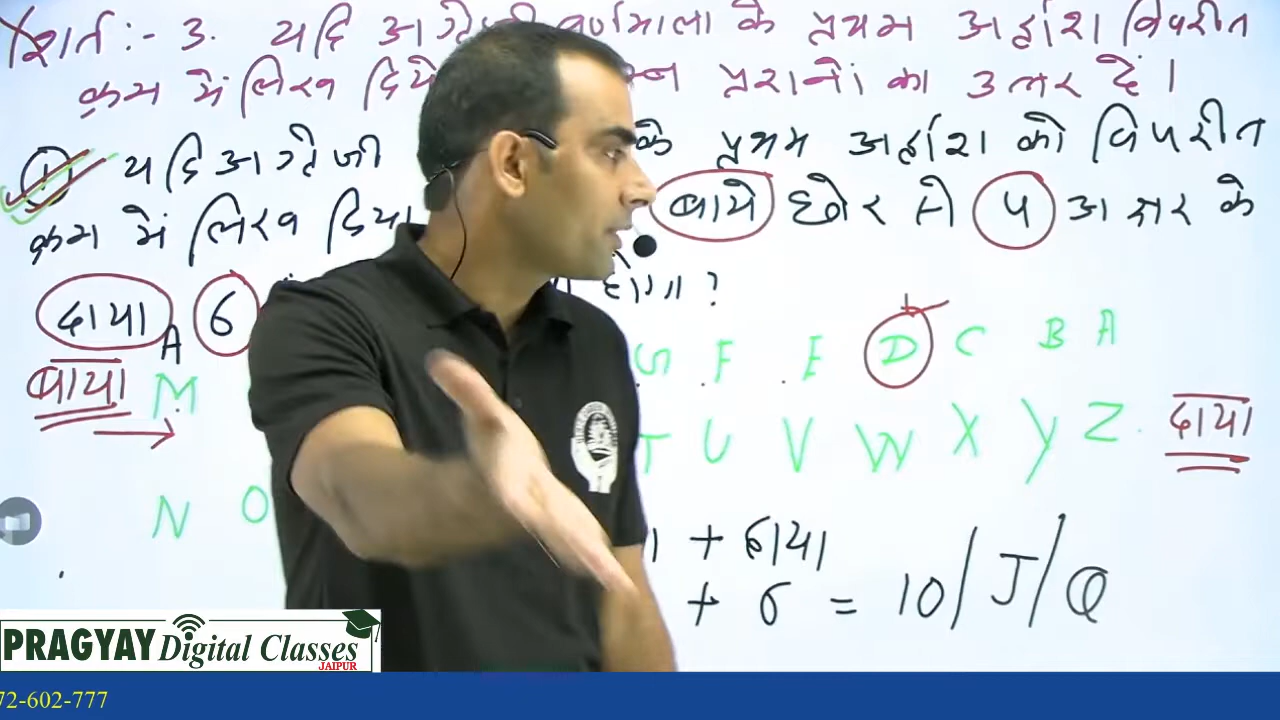 शर्त :- 3. यदि वर्णमाला के प्रथम अर्द्धांश विपरीत
क्रम में लिख दिये प्रश्नों का उत्तर दें।
① यदि अंग्रेजी के प्रथम अर्द्धांश को विपरीत
क्रम में लिख दिया बायें छोर से 4 अक्षर के
दाया 6 होगा ?
A
बाया M G F E D C B A
T U V W X Y Z दाया
N O
+ दाया
+ 6 = 10 / J / Q
PRAGYAY Digital Classes
JAIPUR
72-602-777